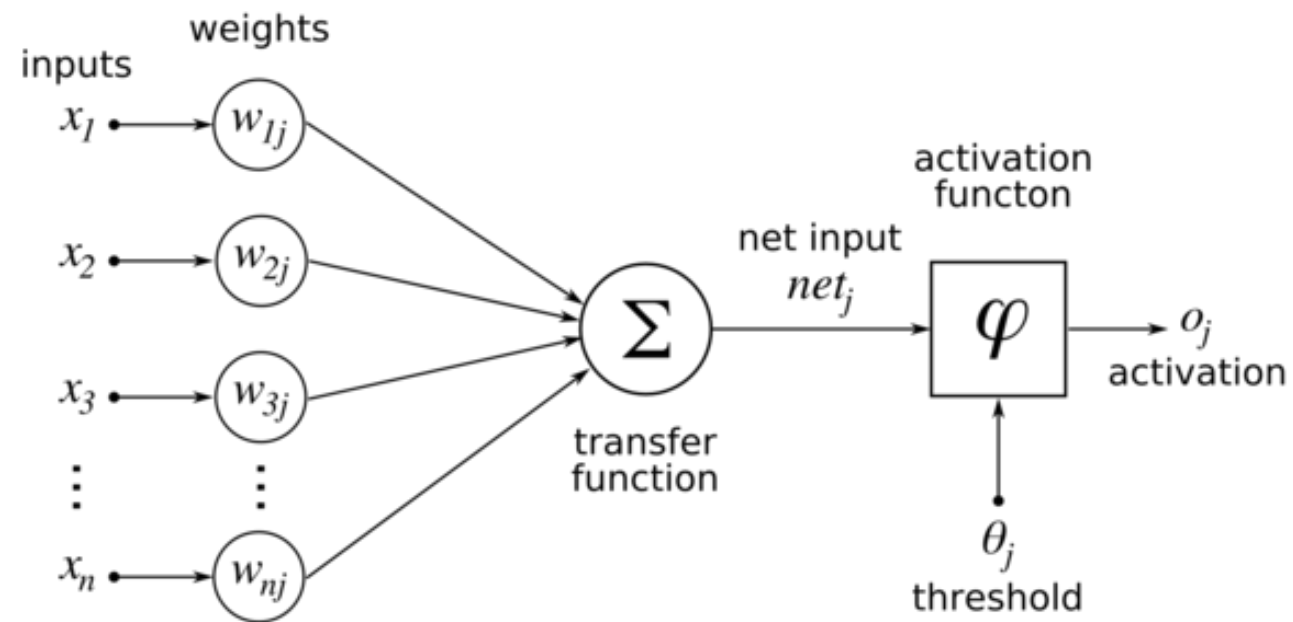 weights
inputs
x₁
w₁ⱼ
activation
functon
x₂
w₂ⱼ
net input
netⱼ
Σ
φ
oⱼ
activation
x₃
w₃ⱼ
transfer
function
⋮
⋮
θⱼ
threshold
xₙ
wₙⱼ